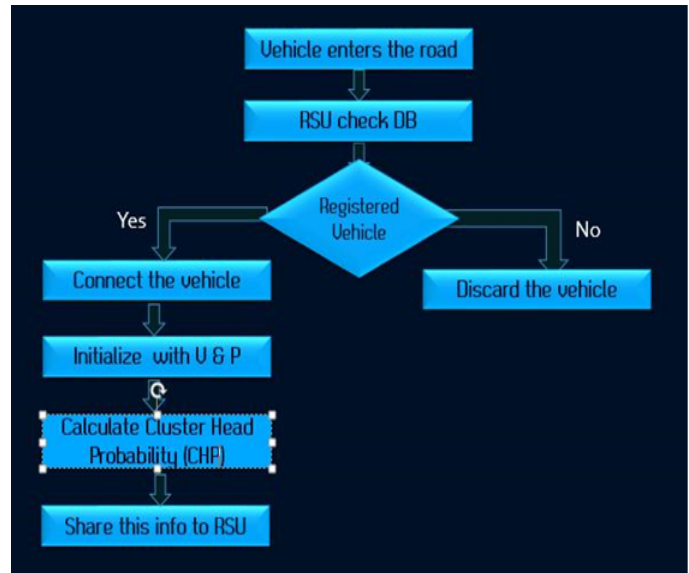 Vehicle enters the road
RSU check DB
Registered
Vehicle
Yes
No
Connect the vehicle
Discard the vehicle
Initialize with V & P
Calculate Cluster Head
Probability (CHP)
Share this info to RSU